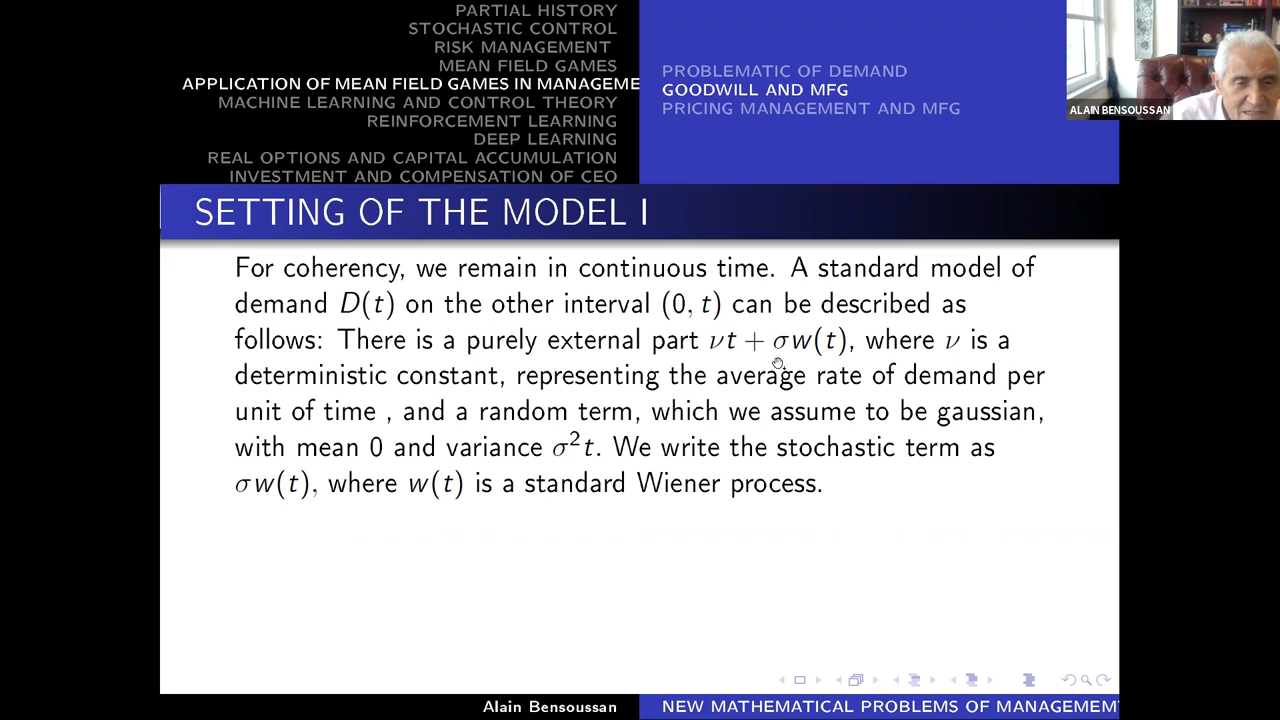 PARTIAL HISTORY
STOCHASTIC CONTROL
RISK MANAGEMENT
MEAN FIELD GAMES
APPLICATION OF MEAN FIELD GAMES IN MANAGEME
MACHINE LEARNING AND CONTROL THEORY
REINFORCEMENT LEARNING
DEEP LEARNING
REAL OPTIONS AND CAPITAL ACCUMULATION
INVESTMENT AND COMPENSATION OF CEO
PROBLEMATIC OF DEMAND
GOODWILL AND MFG
PRICING MANAGEMENT AND MFG
ALAIN BENSOUSSAN
SETTING OF THE MODEL I
For coherency, we remain in continuous time. A standard model of
demand D(t) on the other interval (0, t) can be described as
follows: There is a purely external part νt + σw(t), where ν is a
deterministic constant, representing the average rate of demand per
unit of time , and a random term, which we assume to be gaussian,
with mean 0 and variance σ²t. We write the stochastic term as
σw(t), where w(t) is a standard Wiener process.
Alain Bensoussan
NEW MATHEMATICAL PROBLEMS OF MANAGEMENT